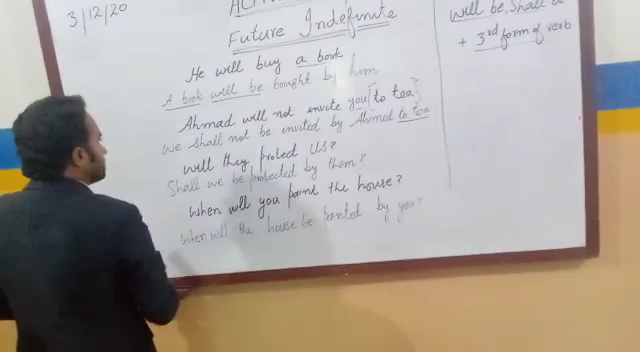 3/12/20
Future Indefinite
He will buy a book
A book will be bought by him
Ahmad will not invite you (to tea)
We shall not be invited by Ahmed to tea
will they protect us?
Shall we be protected by them?
When will you paint the house?
When will the house be painted by you?
will be, Shall be
+ 3rd form of verb